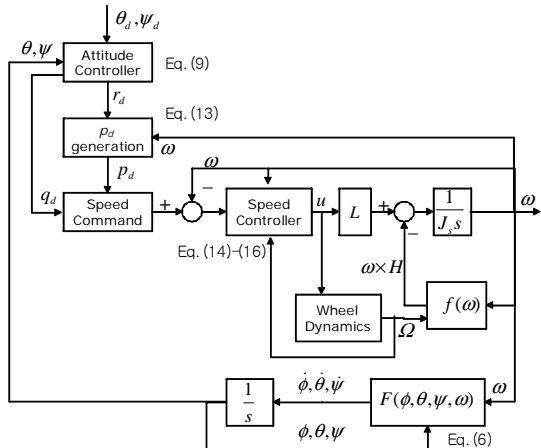 θ_d, ψ_d
θ, ψ
Attitude
Controller
Eq. (9)
r_d
Eq. (13)
p_d
generation
ω
p_d
ω
q_d
Speed
Command
+
−
Speed
Controller
u
L
+
−
1
J_s s
ω
Eq. (14)-(16)
ω×H
Wheel
Dynamics
Ω
f(ω)
1
s
ϕ̇, θ̇, ψ̇
F(ϕ,θ,ψ,ω)
ω
ϕ,θ,ψ
Eq. (6)